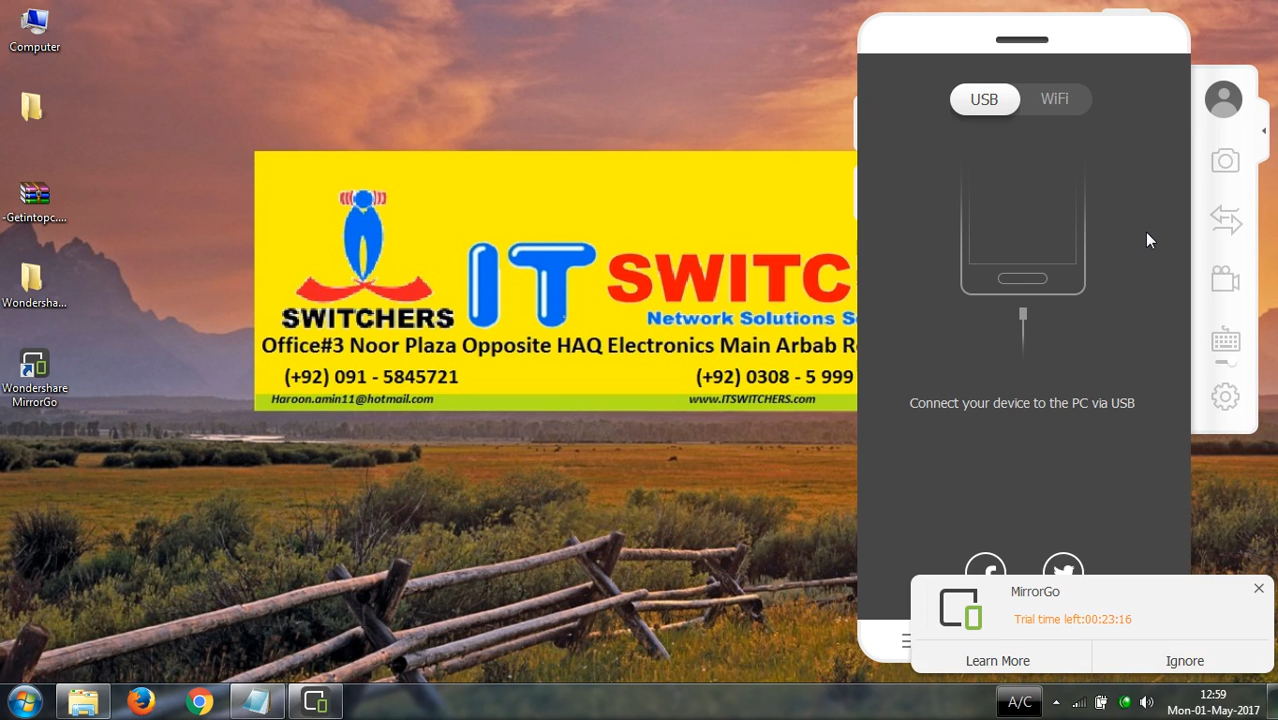 Computer
-Getintopc....
Wondersha...
Wondershare
MirrorGo
SWITCHERS
IT SWITC
Network Solutions S
Office#3 Noor Plaza Opposite HAQ Electronics Main Arbab R
(+92) 091 - 5845721
(+92) 0308 - 5 999
Haroon.amin11@hotmail.com
www.ITSWITCHERS.com
USB
WiFi
Connect your device to the PC via USB
MirrorGo
Trial time left:00:23:16
Learn More
Ignore
A/C
12:59
Mon-01-May-2017